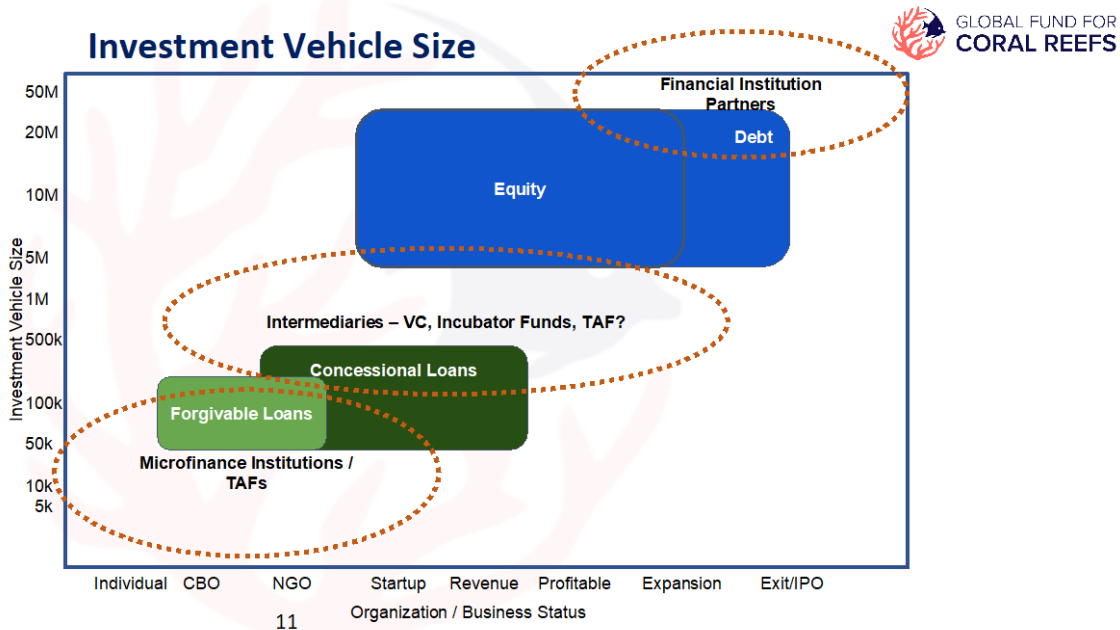 Investment Vehicle Size
GLOBAL FUND FOR
CORAL REEFS
Investment Vehicle Size
50M
20M
10M
5M
1M
500k
100k
50k
10k
5k
Financial Institution
Partners
Debt
Equity
Intermediaries – VC, Incubator Funds, TAF?
Concessional Loans
Forgivable Loans
Microfinance Institutions /
TAFs
Individual CBO NGO Startup Revenue Profitable Expansion Exit/IPO
Organization / Business Status
11